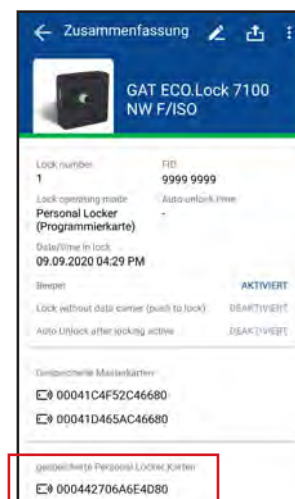 Zusammenfassung
GAT ECO.Lock 7100
NW F/ISO
Lock number
FID
1
9999 9999
Lock operating mode
Auto unlock time
Personal Locker
(Programmierkarte)
-
Date/time in lock
09.09.2020 04:29 PM
Beeper
AKTIVIERT
Lock without data carrier (push to lock)
DEAKTIVIERT
Auto Unlock after locking active
DEAKTIVIERT
Gespeicherte Masterkarten
00041C4F52C46680
00041D465AC46680
gespeicherte Personal Locker Karten
000442706A6E4D80